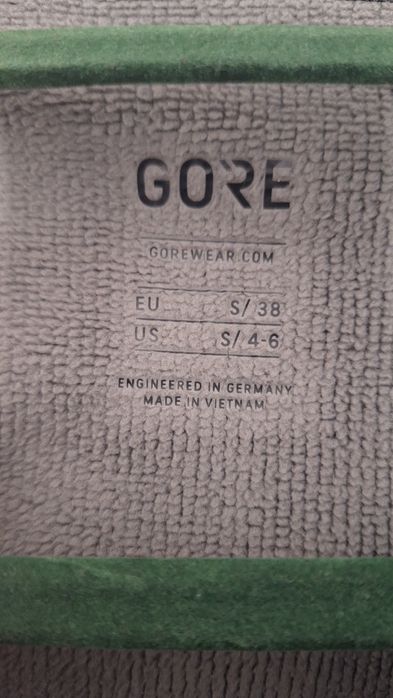 GORE
GOREWEAR.COM
EU S/ 38
US S/ 4-6
ENGINEERED IN GERMANY
MADE IN VIETNAM